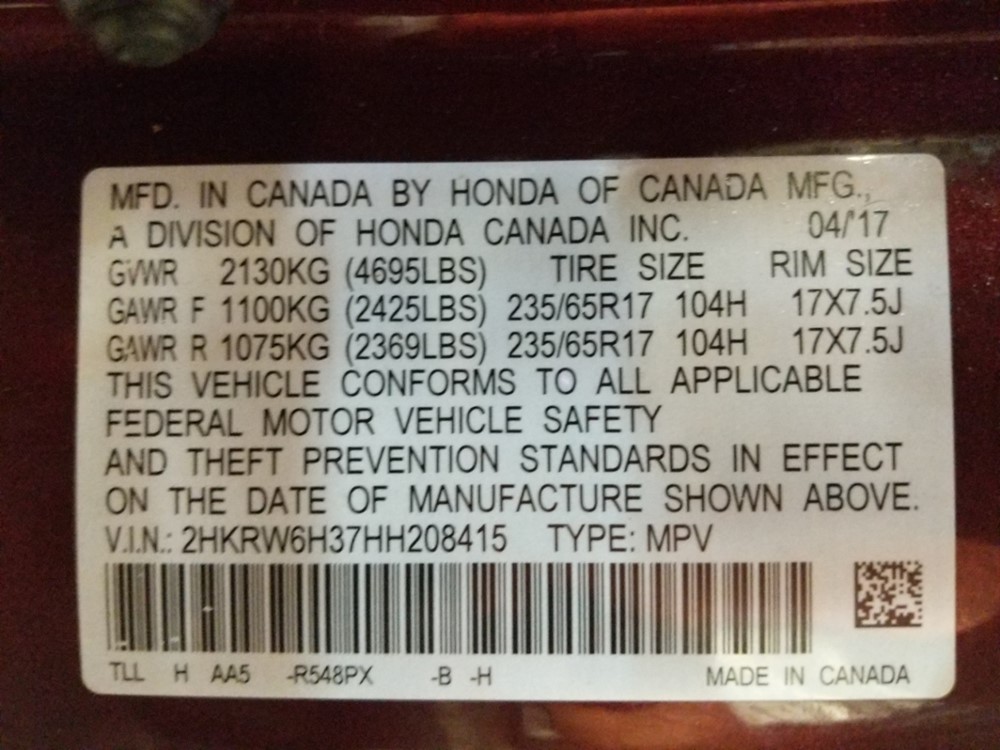 MFD. IN CANADA BY HONDA OF CANADA MFG.,
A DIVISION OF HONDA CANADA INC. 04/'17
GVWR 2130KG (4695LBS) TIRE SIZE RIM SIZE
GAWR F 1100KG (2425LBS) 235/65R17 104H 17X7.5J
GAWR R 1075KG (2369LBS) 235/65R17 104H 17X7.5J
THIS VEHICLE CONFORMS TO ALL APPLICABLE
FEDERAL MOTOR VEHICLE SAFETY
AND THEFT PREVENTION STANDARDS IN EFFECT
ON THE DATE OF MANUFACTURE SHOWN ABOVE.
V.I.N.: 2HKRW6H37HH208415 TYPE: MPV
TLL H AA5 -R548PX -B -H MADE IN CANADA